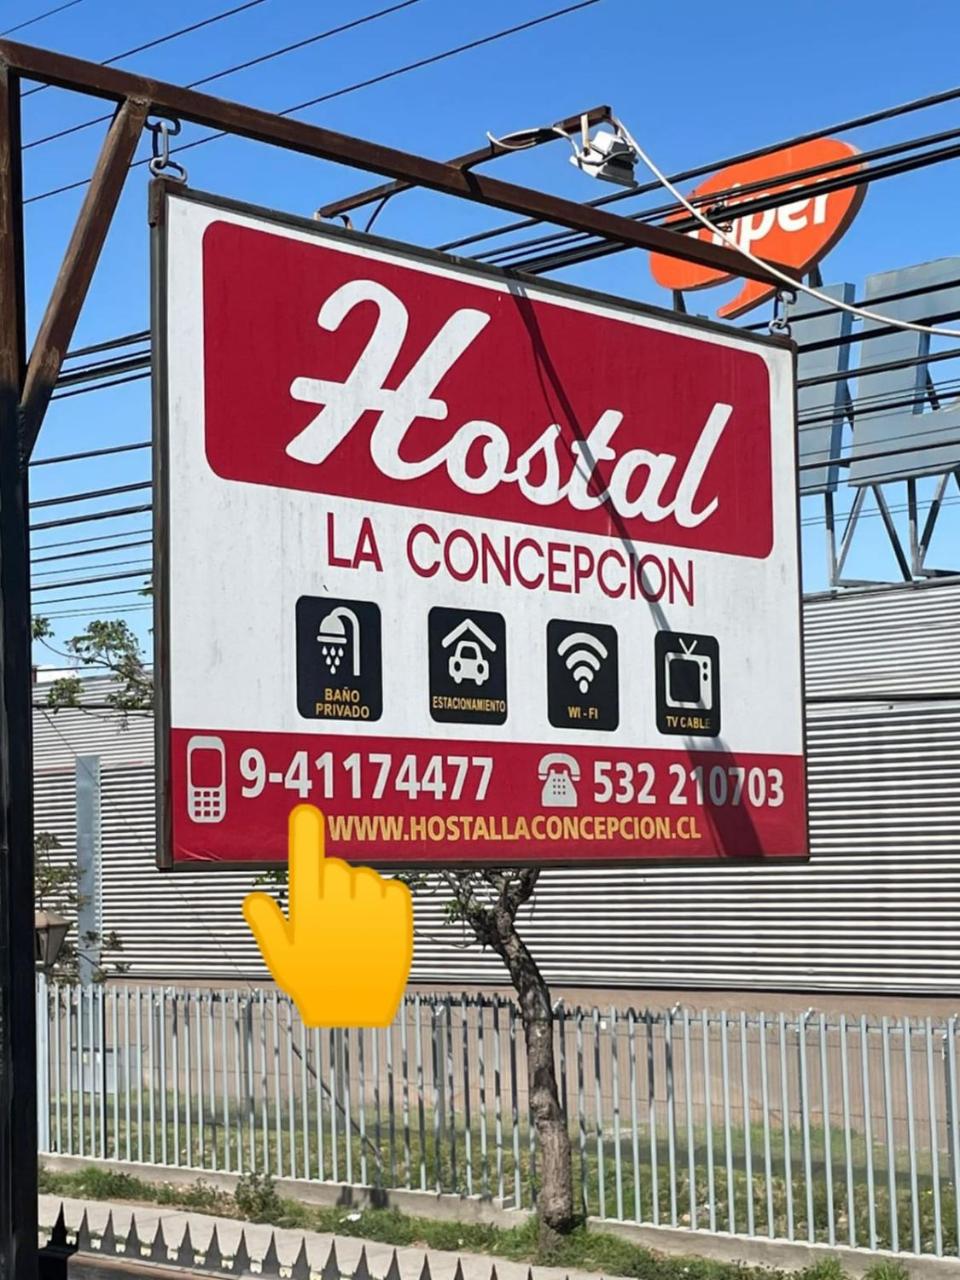 Hostal
LA CONCEPCION
BAÑO
PRIVADO
ESTACIONAMIENTO
WI-FI
TV CABLE
9-41174477
532 210703
WWW.HOSTALLACONCEPCION.CL